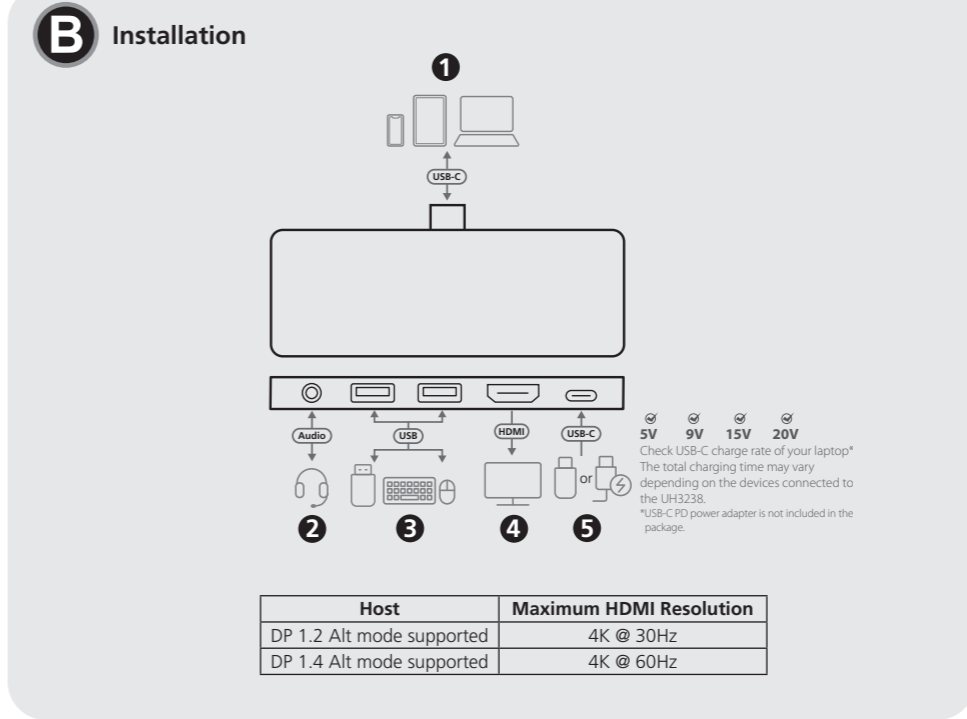 B Installation
1
USB-C
Audio
USB
HDMI
USB-C
or
5V 9V 15V 20V
Check USB-C charge rate of your laptop*
The total charging time may vary
depending on the devices connected to
the UH3238.
*USB-C PD power adapter is not included in the
package.
2
3
4
5
Host Maximum HDMI Resolution
DP 1.2 Alt mode supported 4K @ 30Hz
DP 1.4 Alt mode supported 4K @ 60Hz